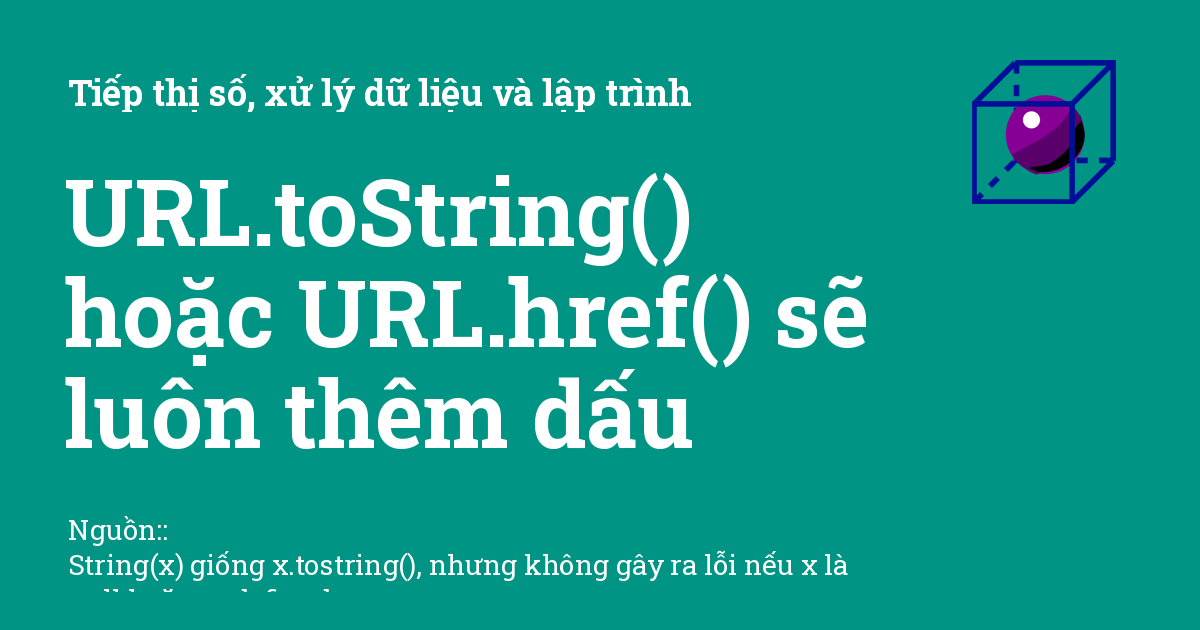 Tiếp thị số, xử lý dữ liệu và lập trình
URL.toString()
hoặc URL.href() sẽ
luôn thêm dấu
Nguồn::
String(x) giống x.tostring(), nhưng không gây ra lỗi nếu x là